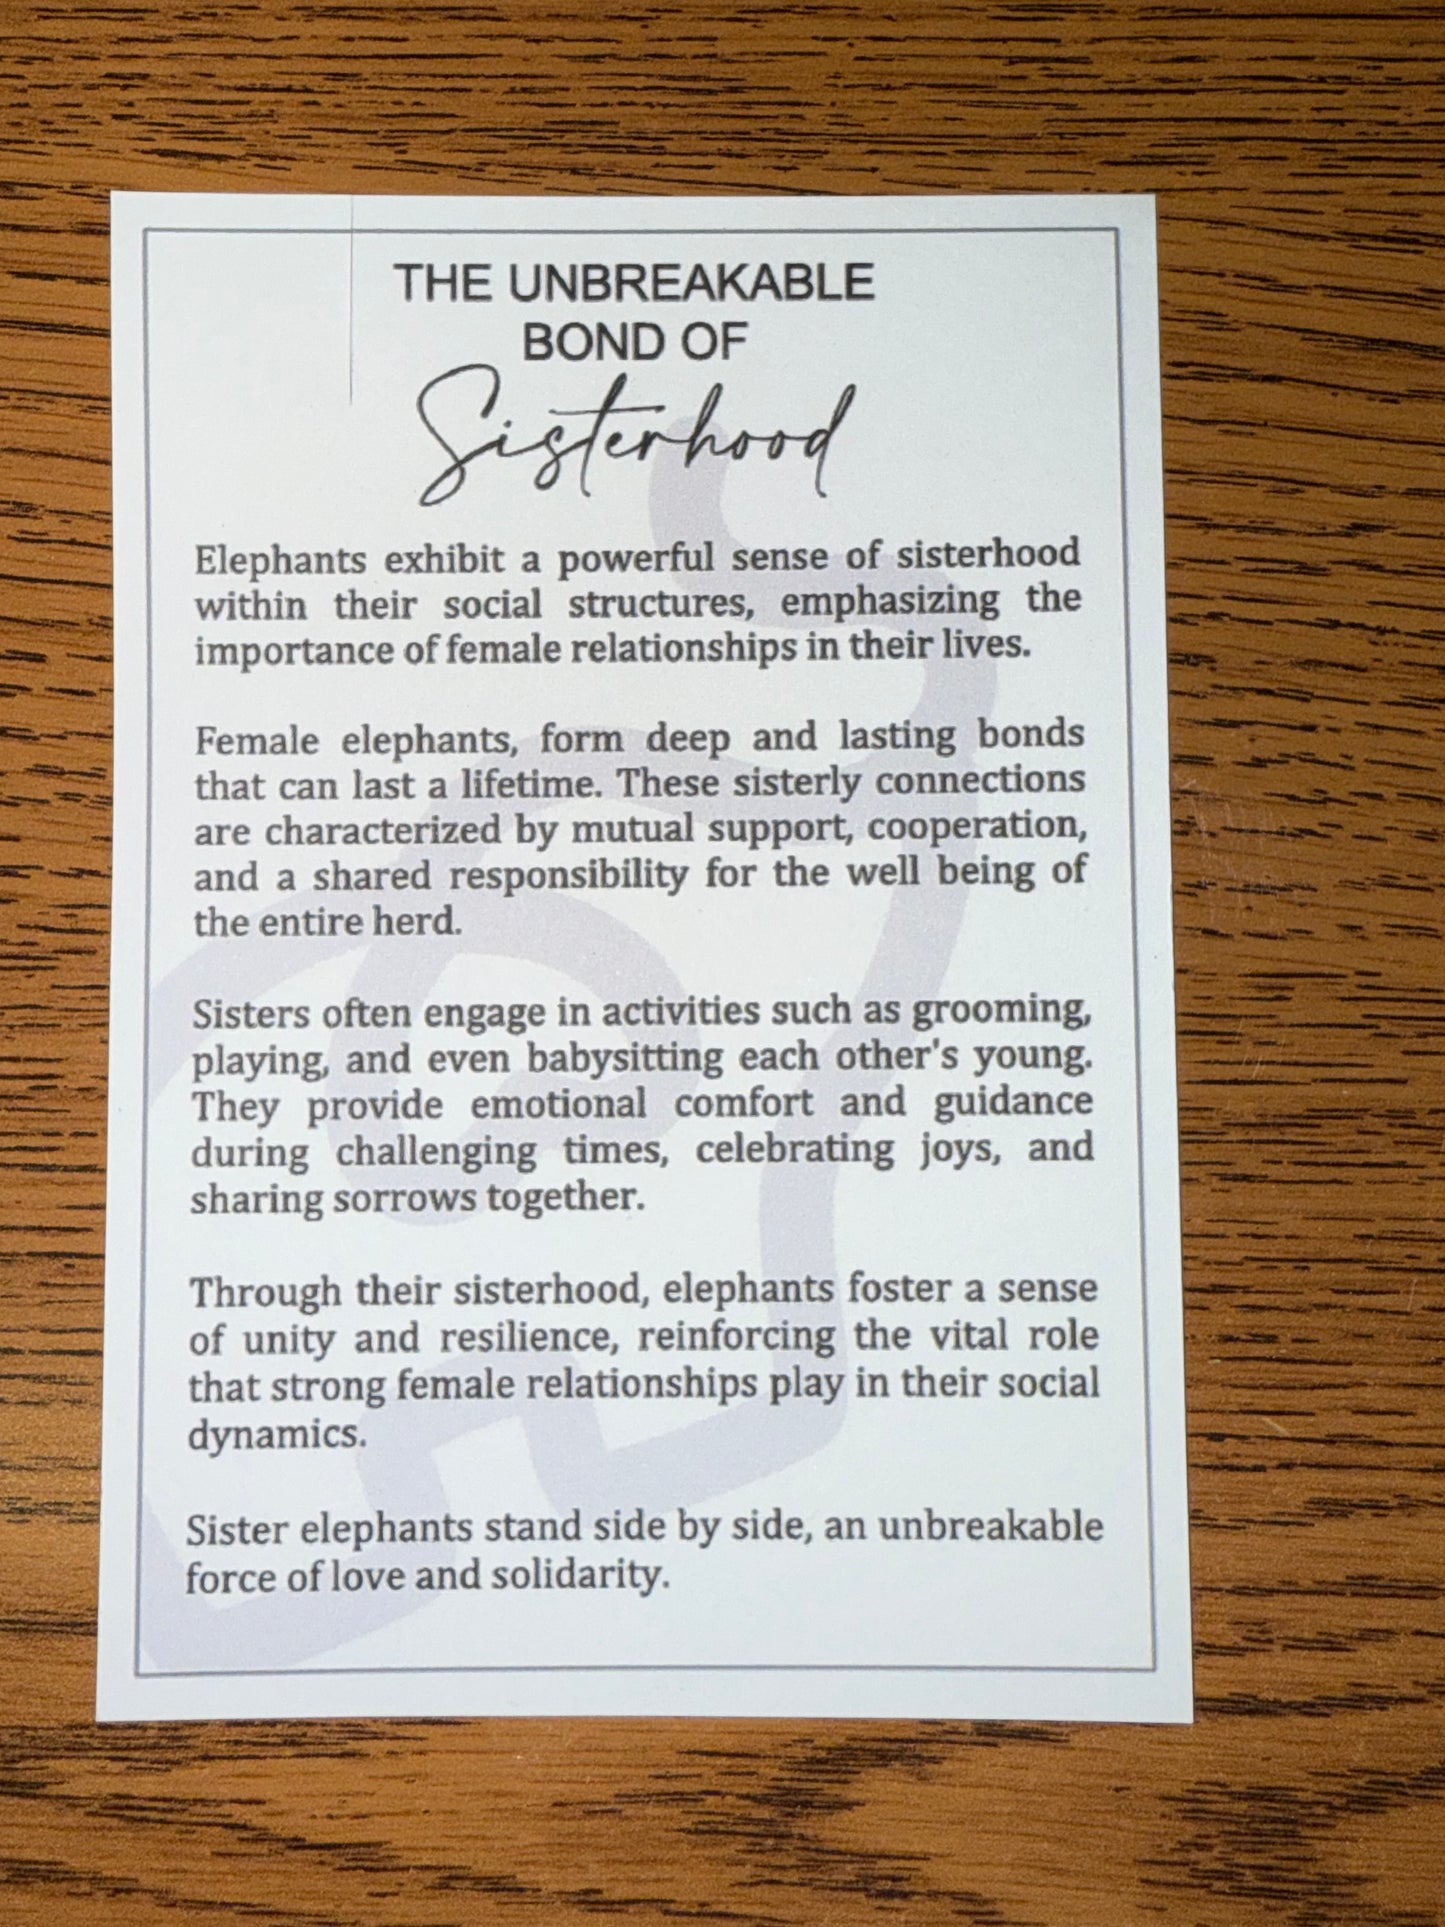 THE UNBREAKABLE
BOND OF
Sisterhood
Elephants exhibit a powerful sense of sisterhood
within their social structures, emphasizing the
importance of female relationships in their lives.
Female elephants, form deep and lasting bonds
that can last a lifetime. These sisterly connections
are characterized by mutual support, cooperation,
and a shared responsibility for the well being of
the entire herd.
Sisters often engage in activities such as grooming,
playing, and even babysitting each other's young.
They provide emotional comfort and guidance
during challenging times, celebrating joys, and
sharing sorrows together.
Through their sisterhood, elephants foster a sense
of unity and resilience, reinforcing the vital role
that strong female relationships play in their social
dynamics.
Sister elephants stand side by side, an unbreakable
force of love and solidarity.